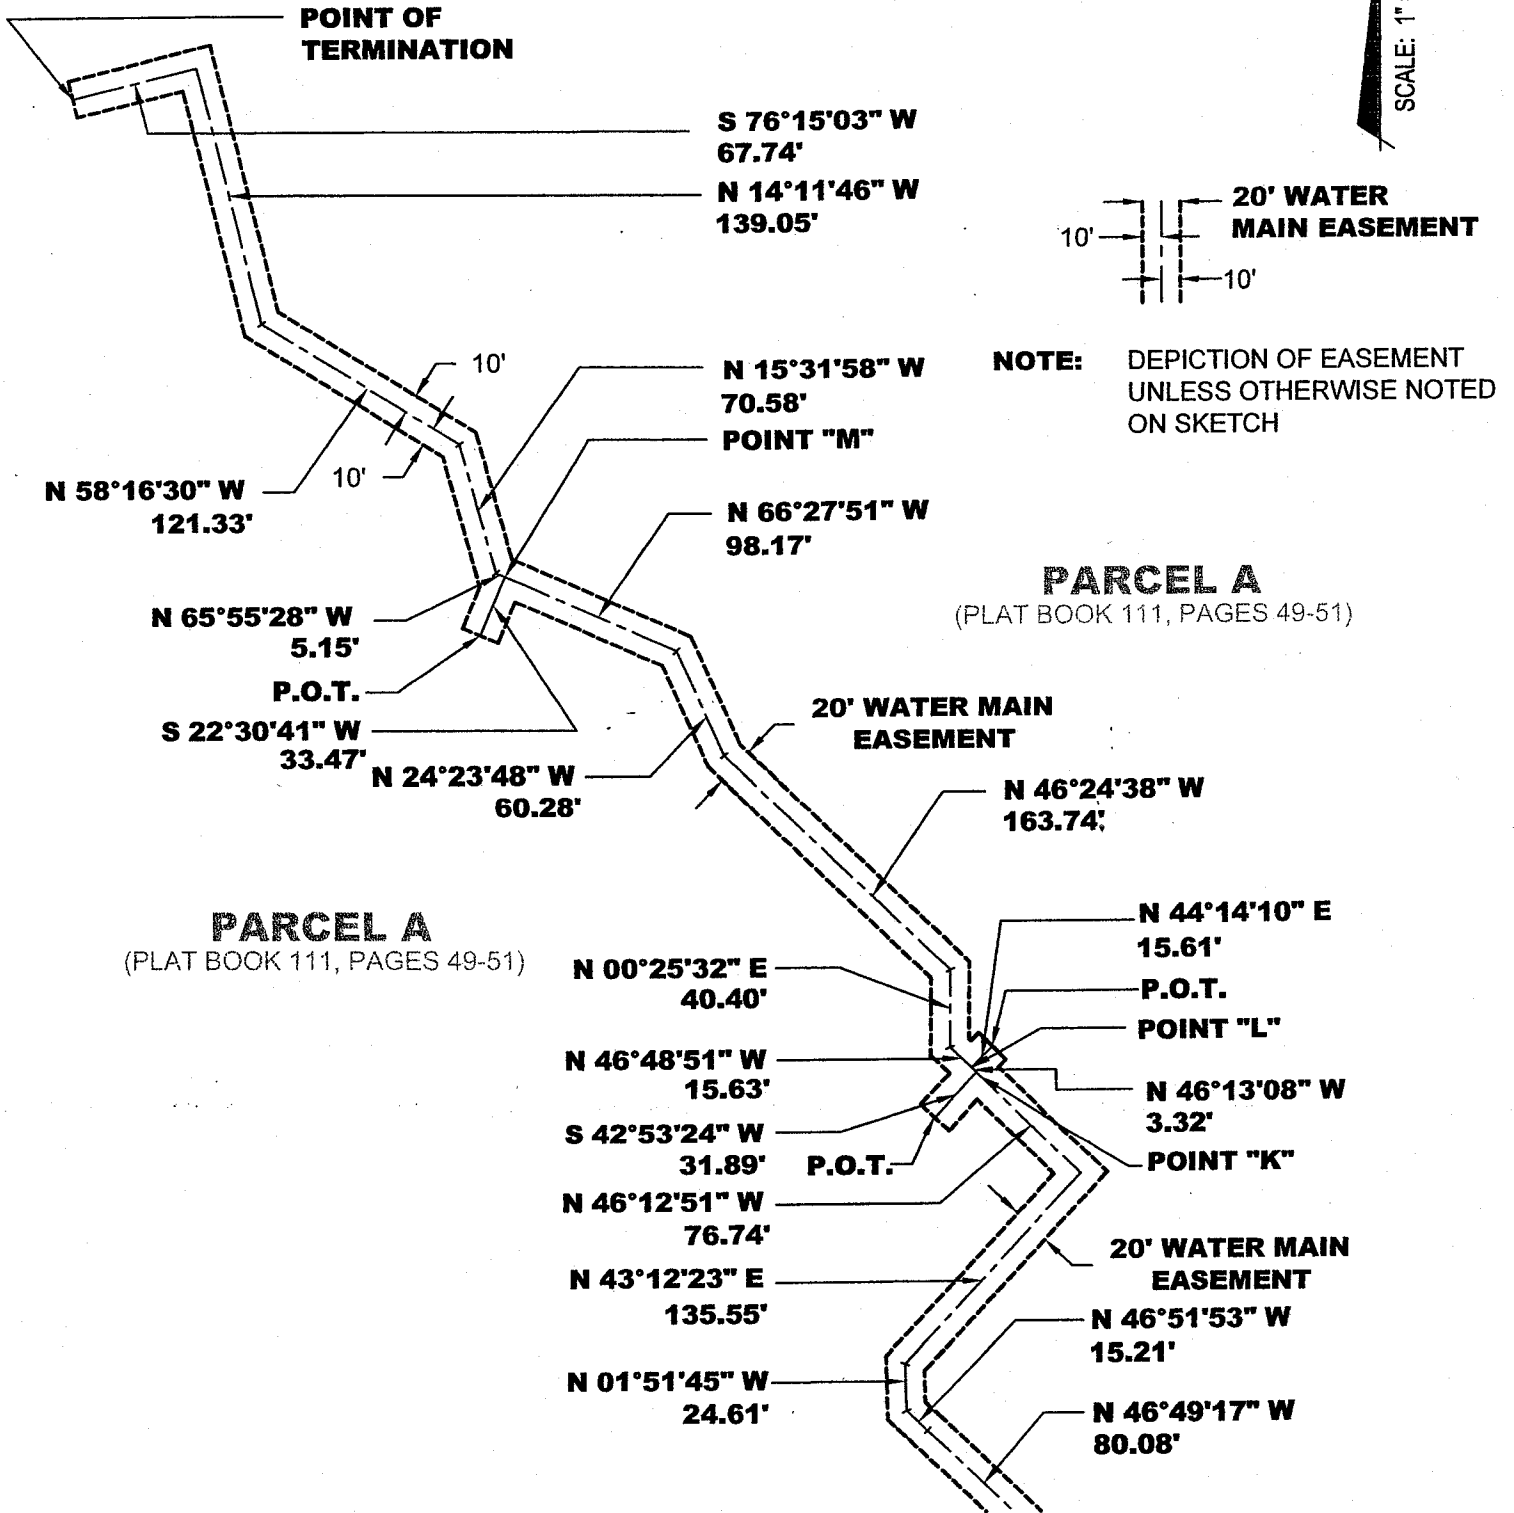 POINT OF
TERMINATION
SCALE: 1"
S 76°15'03" W
67.74'
N 14°11'46" W
139.05'
20' WATER
MAIN EASEMENT
10'
10'
NOTE: DEPICTION OF EASEMENT
UNLESS OTHERWISE NOTED
ON SKETCH
10'
N 15°31'58" W
70.58'
POINT "M"
10'
N 58°16'30" W
121.33'
N 66°27'51" W
98.17'
PARCEL A
(PLAT BOOK 111, PAGES 49-51)
N 65°55'28" W
5.15'
P.O.T.
S 22°30'41" W
33.47'
20' WATER MAIN
EASEMENT
N 24°23'48" W
60.28'
N 46°24'38" W
163.74'
PARCEL A
(PLAT BOOK 111, PAGES 49-51)
N 44°14'10" E
15.61'
N 00°25'32" E
40.40'
P.O.T.
POINT "L"
N 46°48'51" W
15.63'
N 46°13'08" W
3.32'
S 42°53'24" W
31.89'
P.O.T.
POINT "K"
N 46°12'51" W
76.74'
20' WATER MAIN
EASEMENT
N 43°12'23" E
135.55'
N 46°51'53" W
15.21'
N 01°51'45" W
24.61'
N 46°49'17" W
80.08'